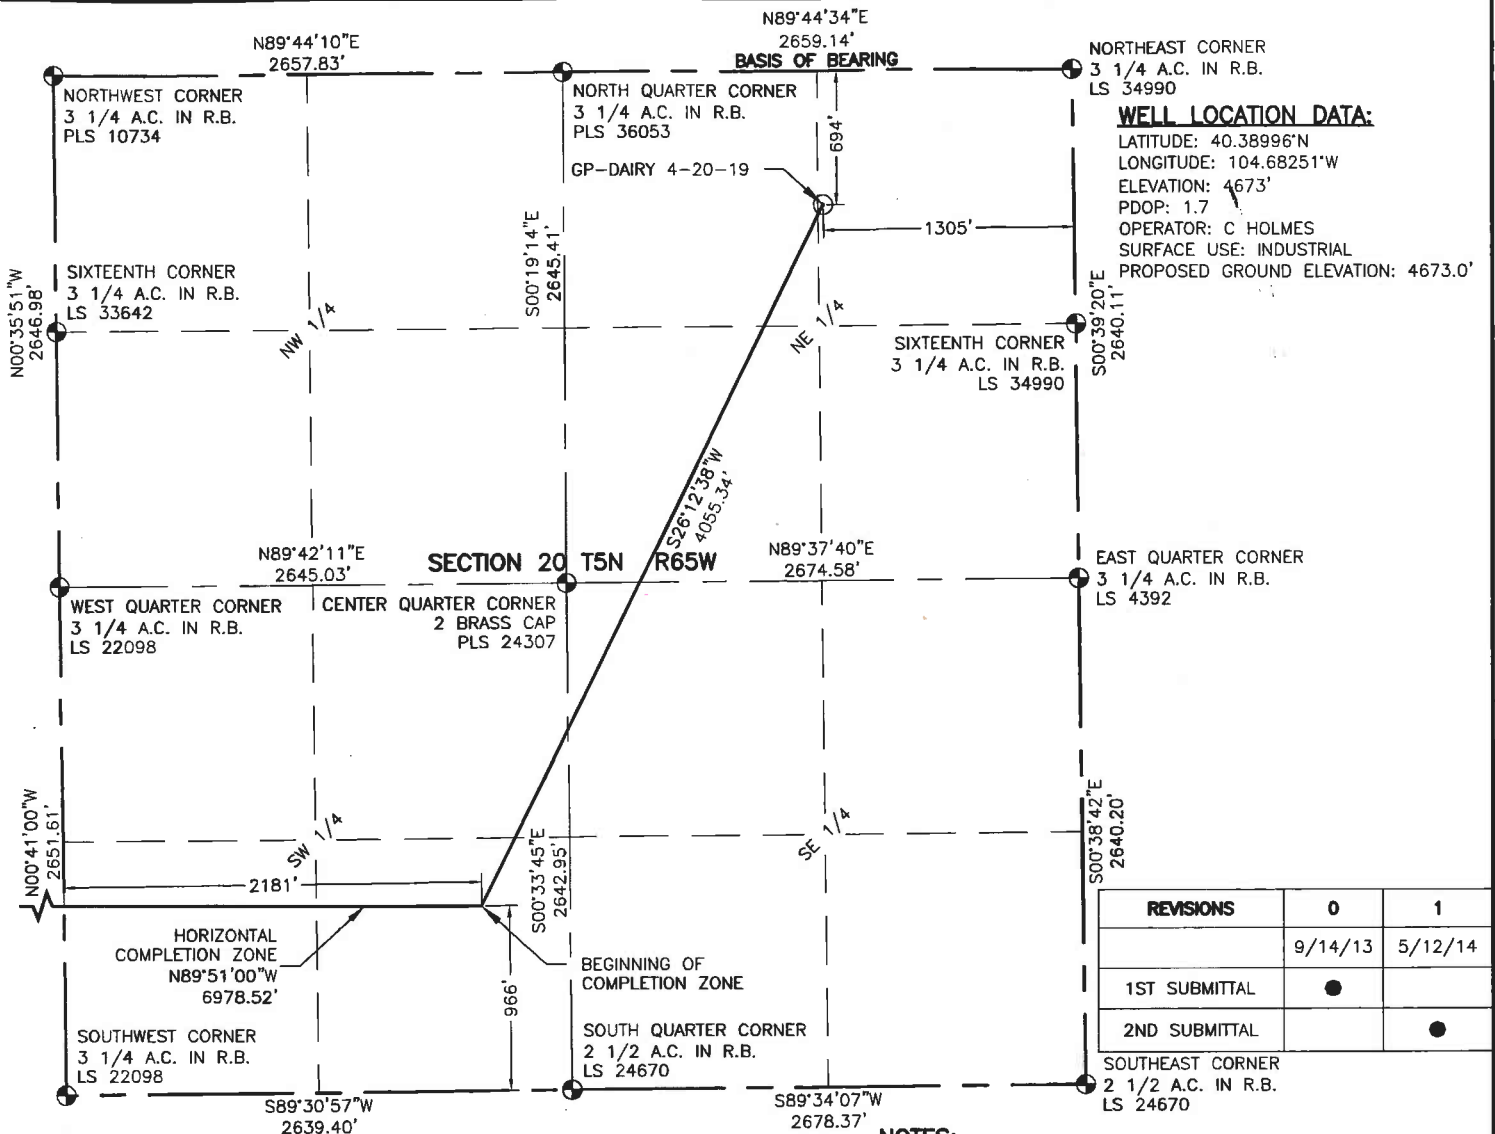 N89°44'10"E
2657.83'
N89°44'34"E
2659.14'
BASIS OF BEARING
NORTHWEST CORNER
3 1/4 A.C. IN R.B.
PLS 10734
NORTH QUARTER CORNER
3 1/4 A.C. IN R.B.
PLS 36053
NORTHEAST CORNER
3 1/4 A.C. IN R.B.
LS 34990
WELL LOCATION DATA:
LATITUDE: 40.38996°N
LONGITUDE: 104.68251°W
ELEVATION: 4673'
PDOP: 1.7
OPERATOR: C HOLMES
SURFACE USE: INDUSTRIAL
PROPOSED GROUND ELEVATION: 4673.0'
694'
GP-DAIRY 4-20-19
1305'
S00°19'14"E
2645.41'
SIXTEENTH CORNER
3 1/4 A.C. IN R.B.
LS 33642
N00°35'51"W
2646.98'
NW 1/4
NE 1/4
SIXTEENTH CORNER
3 1/4 A.C. IN R.B.
LS 34990
S00°39'20"E
2640.11'
S26°12'38"W
4055.34'
N89°42'11"E
2645.03'
SECTION 20 T5N R65W
N89°37'40"E
2674.58'
WEST QUARTER CORNER
3 1/4 A.C. IN R.B.
LS 22098
CENTER QUARTER CORNER
2 BRASS CAP
PLS 24307
EAST QUARTER CORNER
3 1/4 A.C. IN R.B.
LS 4392
N00°41'00"W
2651.61'
SW 1/4
SE 1/4
S00°33'45"E
2642.95'
S00°38'42"E
2640.20'
2181'
HORIZONTAL
COMPLETION ZONE
N89°51'00"W
6978.52'
BEGINNING OF
COMPLETION ZONE
966'
REVISIONS 0 1
9/14/13 5/12/14
1ST SUBMITTAL ●
2ND SUBMITTAL ●
SOUTHWEST CORNER
3 1/4 A.C. IN R.B.
LS 22098
SOUTH QUARTER CORNER
2 1/2 A.C. IN R.B.
LS 24670
SOUTHEAST CORNER
2 1/2 A.C. IN R.B.
LS 24670
S89°30'57"W
2639.40'
S89°34'07"W
2678.37'
NOTES: